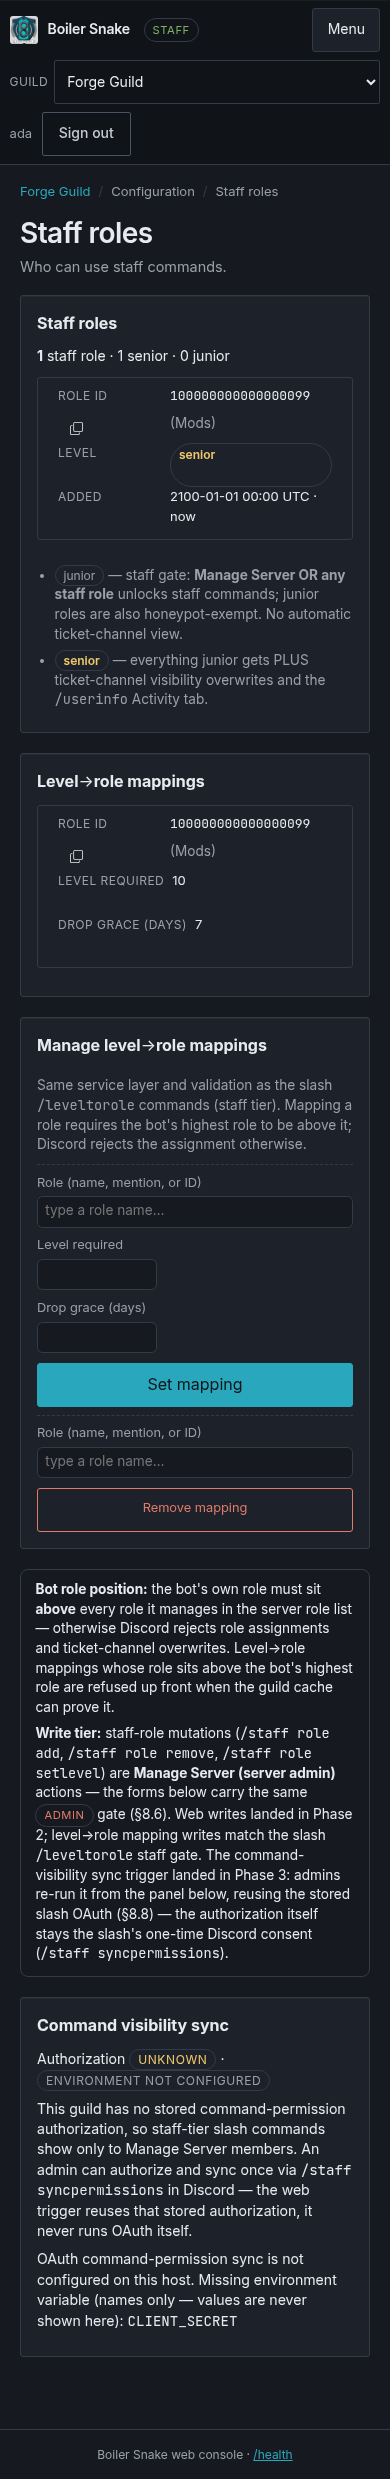 Boiler Snake STAFF Menu
GUILD Forge Guild
ada Sign out
Forge Guild / Configuration / Staff roles
Staff roles
Who can use staff commands.
Staff roles
1 staff role · 1 senior · 0 junior
ROLE ID 100000000000000099
(Mods)
LEVEL senior
ADDED 2100-01-01 00:00 UTC ·
now
• junior — staff gate: Manage Server OR any
staff role unlocks staff commands; junior
roles are also honeypot-exempt. No automatic
ticket-channel view.
• senior — everything junior gets PLUS
ticket-channel visibility overwrites and the
/userinfo Activity tab.
Level→role mappings
ROLE ID 100000000000000099
(Mods)
LEVEL REQUIRED 10
DROP GRACE (DAYS) 7
Manage level→role mappings
Same service layer and validation as the slash
/leveltorole commands (staff tier). Mapping a
role requires the bot's highest role to be above it;
Discord rejects the assignment otherwise.
Role (name, mention, or ID)
type a role name…
Level required
Drop grace (days)
Set mapping
Role (name, mention, or ID)
type a role name…
Remove mapping
Bot role position: the bot's own role must sit
above every role it manages in the server role list
— otherwise Discord rejects role assignments
and ticket-channel overwrites. Level→role
mappings whose role sits above the bot's highest
role are refused up front when the guild cache
can prove it.
Write tier: staff-role mutations (/staff role
add, /staff role remove, /staff role
setlevel) are Manage Server (server admin)
actions — the forms below carry the same
ADMIN gate (§8.6). Web writes landed in Phase
2; level→role mapping writes match the slash
/leveltorole staff gate. The command-
visibility sync trigger landed in Phase 3: admins
re-run it from the panel below, reusing the stored
slash OAuth (§8.8) — the authorization itself
stays the slash's one-time Discord consent
(/staff syncpermissions).
Command visibility sync
Authorization UNKNOWN ·
ENVIRONMENT NOT CONFIGURED
This guild has no stored command-permission
authorization, so staff-tier slash commands
show only to Manage Server members. An
admin can authorize and sync once via /staff
syncpermissions in Discord — the web
trigger reuses that stored authorization, it
never runs OAuth itself.
OAuth command-permission sync is not
configured on this host. Missing environment
variable (names only — values are never
shown here): CLIENT_SECRET
Boiler Snake web console · /health